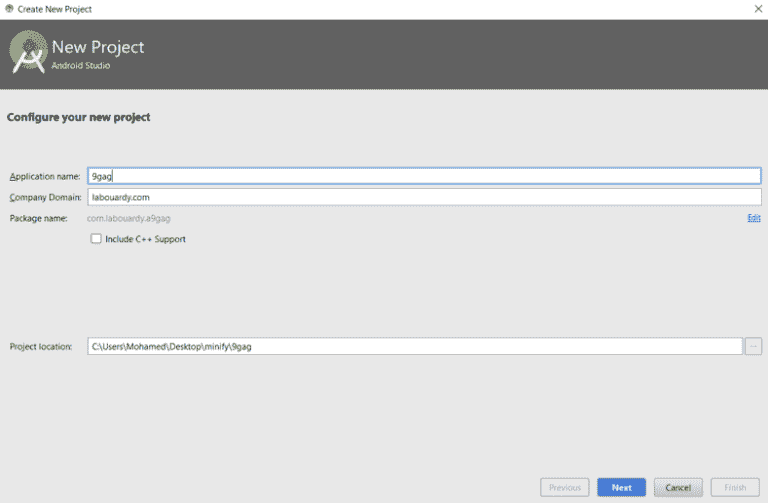 Create New Project
New Project
Android Studio
Configure your new project
Application name: 9gag
Company Domain: labouardy.com
Package name: com.labouardy.a9gag Edit
Include C++ Support
Project location: C:\Users\Mohamed\Desktop\minify\9gag ...
Previous Next Cancel Finish